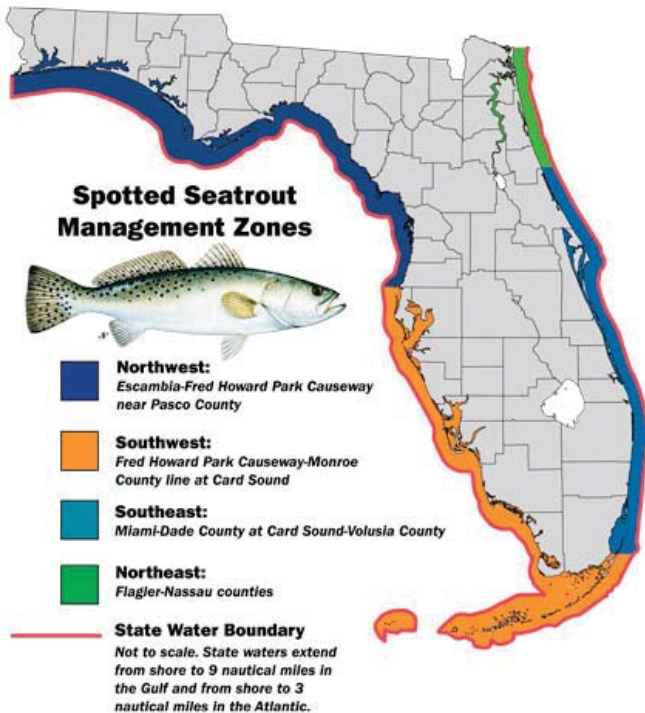 Spotted Seatrout
Management Zones
Northwest:
Escambia-Fred Howard Park Causeway
near Pasco County
Southwest:
Fred Howard Park Causeway-Monroe
County line at Card Sound
Southeast:
Miami-Dade County at Card Sound-Volusia County
Northeast:
Flagler-Nassau counties
State Water Boundary
Not to scale. State waters extend
from shore to 9 nautical miles in
the Gulf and from shore to 3
nautical miles in the Atlantic.